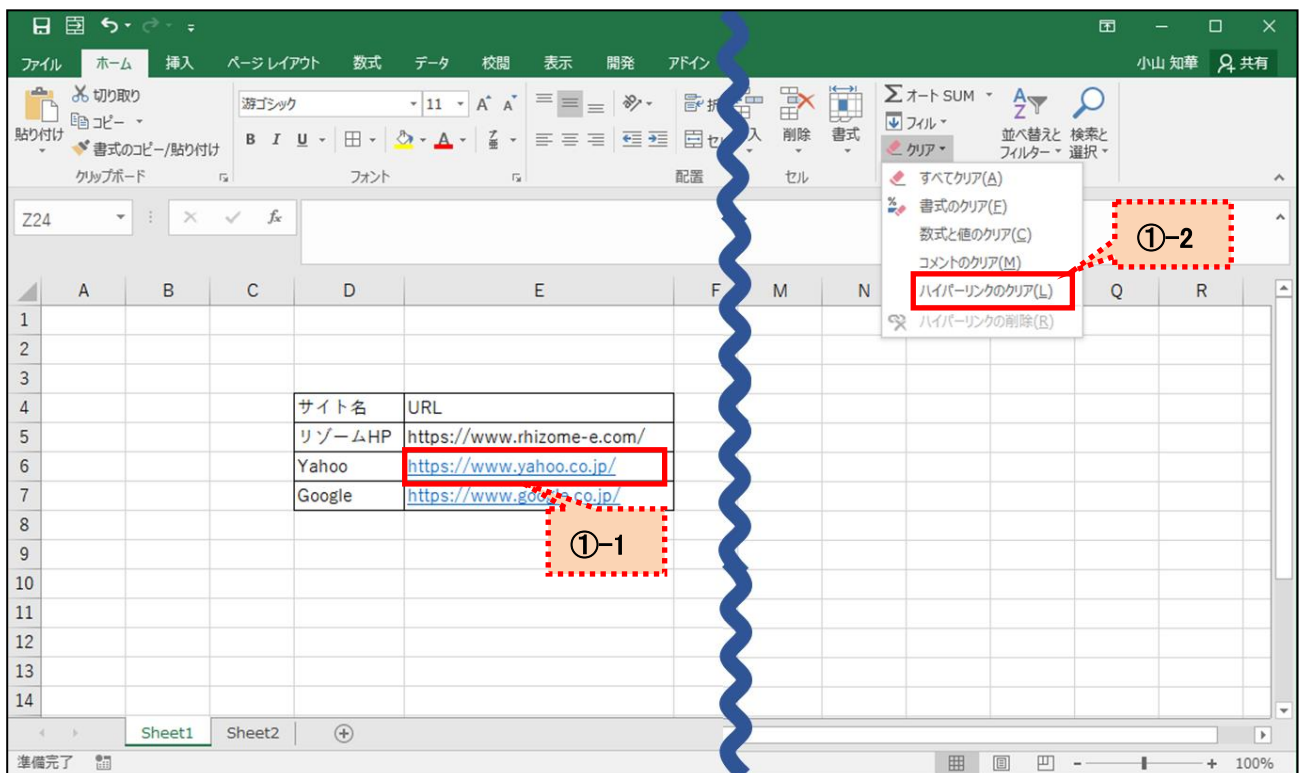 ファイル ホーム 挿入 ページ レイアウト 数式 データ 校閲 表示 開発 アドイン 小山 知華 共有
切り取り
コピー
書式のコピー/貼り付け
貼り付け
クリップボード
游ゴシック 11 A A
B I U A
フォント
配置
削除 書式
セル
Σ オート SUM
フィル
クリア
並べ替えと
フィルター
検索と
選択
すべてクリア(A)
書式のクリア(F)
数式と値のクリア(C)
コメントのクリア(M)
ハイパーリンクのクリア(L)
ハイパーリンクの削除(R)
①-2
Z24 fx
A B C D E F M N Q R
1
2
3
4 サイト名 URL
5 リゾームHP https://www.rhizome-e.com/
6 Yahoo https://www.yahoo.co.jp/
7 Google https://www.google.co.jp/
8
9
①-1
10
11
12
13
14
Sheet1 Sheet2
準備完了 100%